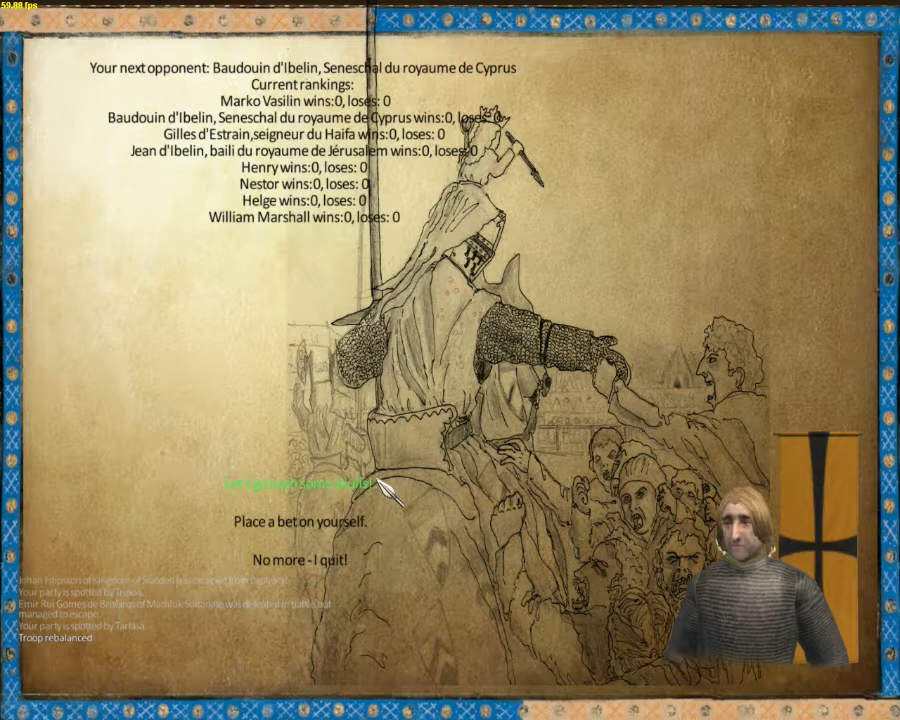 59.88 fps
Your next opponent: Baudouin d'Ibelin, Seneschal du royaume de Cyprus
Current rankings:
Marko Vasilin wins:0, loses: 0
Baudouin d'Ibelin, Seneschal du royaume de Cyprus wins:0, loses: 0
Gilles d'Estrain,seigneur du Haifa wins:0, loses: 0
Jean d'Ibelin, baili du royaume de Jérusalem wins:0, loses: 0
Henry wins:0, loses: 0
Nestor wins:0, loses: 0
Helge wins:0, loses: 0
William Marshall wins:0, loses: 0
Let's go bash some skulls!
Place a bet on yourself.
No more - I quit!
Johan Filipsson of Kingdom of Sweden has escaped from captivity!
Your party is spotted by Tripoli.
Emir Rui Gomes de of Mamluk Sultanate was defeated in battle but
managed to escape.
Your party is spotted by Tartasa.
Troop rebalanced